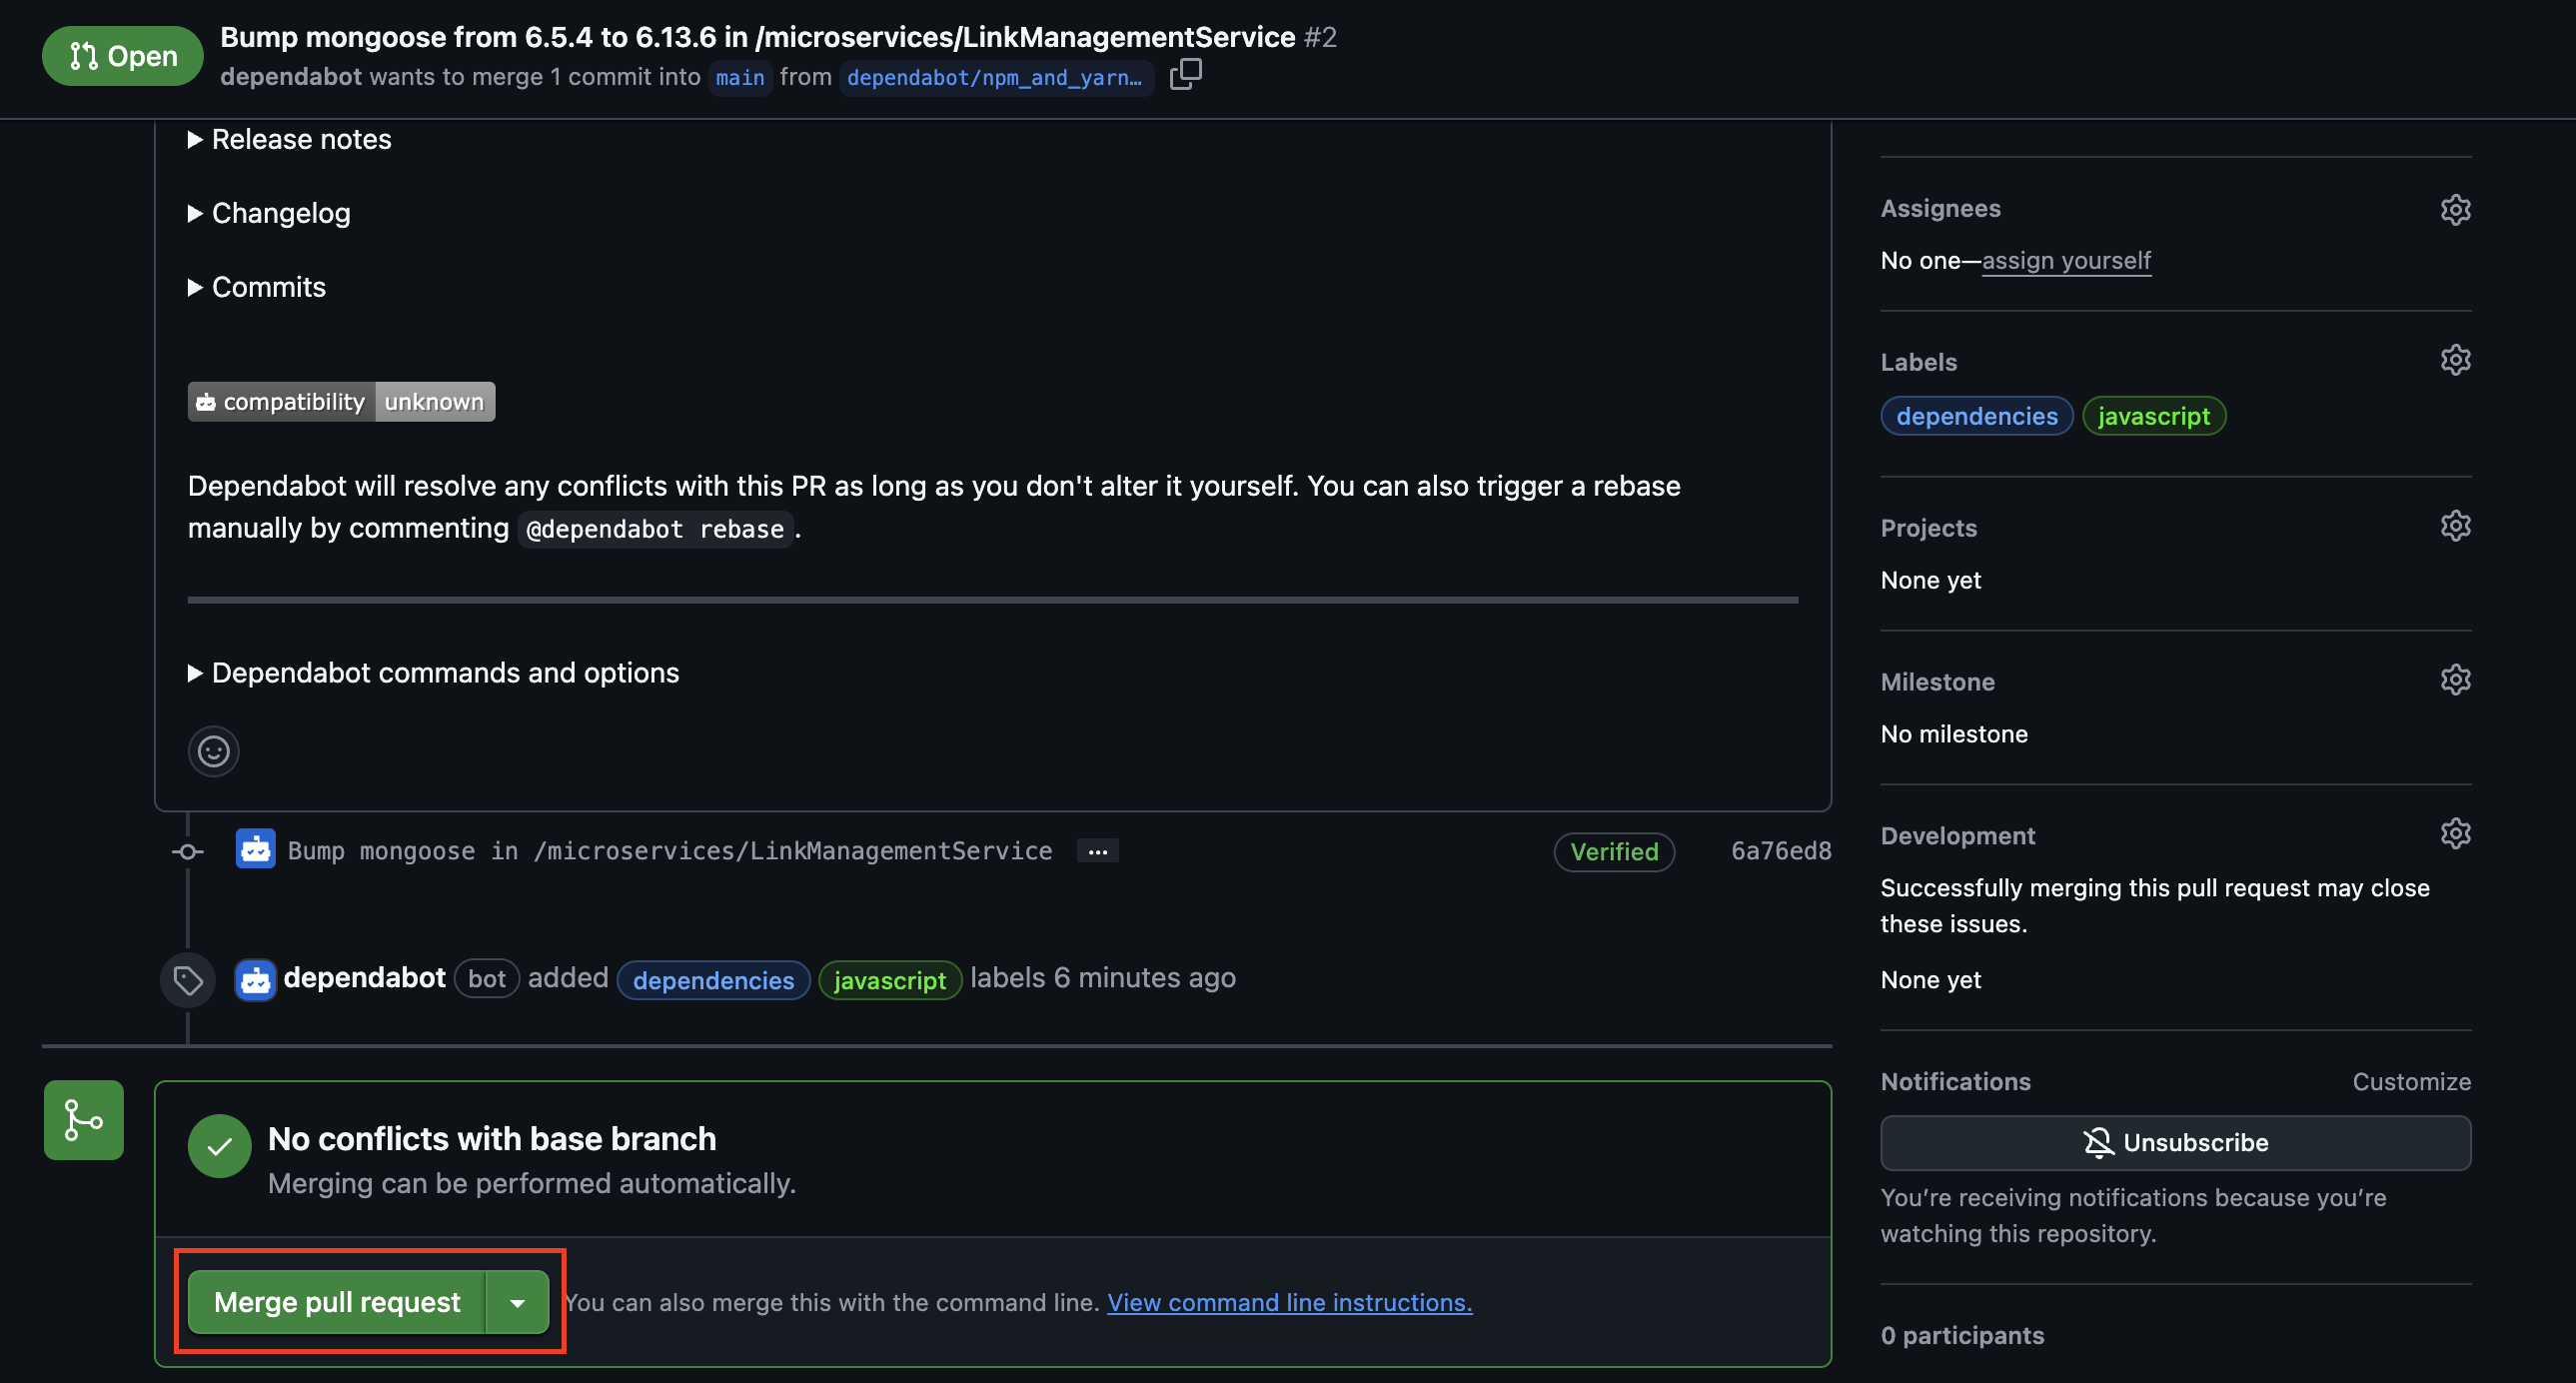 Open
Bump mongoose from 6.5.4 to 6.13.6 in /microservices/LinkManagementService #2
dependabot wants to merge 1 commit into main from dependabot/npm_and_yarn…
Release notes
Changelog
Commits
compatibility unknown
Dependabot will resolve any conflicts with this PR as long as you don't alter it yourself. You can also trigger a rebase
manually by commenting @dependabot rebase.
Dependabot commands and options
Bump mongoose in /microservices/LinkManagementService ... Verified 6a76ed8
dependabot bot added dependencies javascript labels 6 minutes ago
No conflicts with base branch
Merging can be performed automatically.
Merge pull request
You can also merge this with the command line. View command line instructions.
Assignees
No one—assign yourself
Labels
dependencies javascript
Projects
None yet
Milestone
No milestone
Development
Successfully merging this pull request may close
these issues.
None yet
Notifications Customize
Unsubscribe
You're receiving notifications because you're
watching this repository.
0 participants